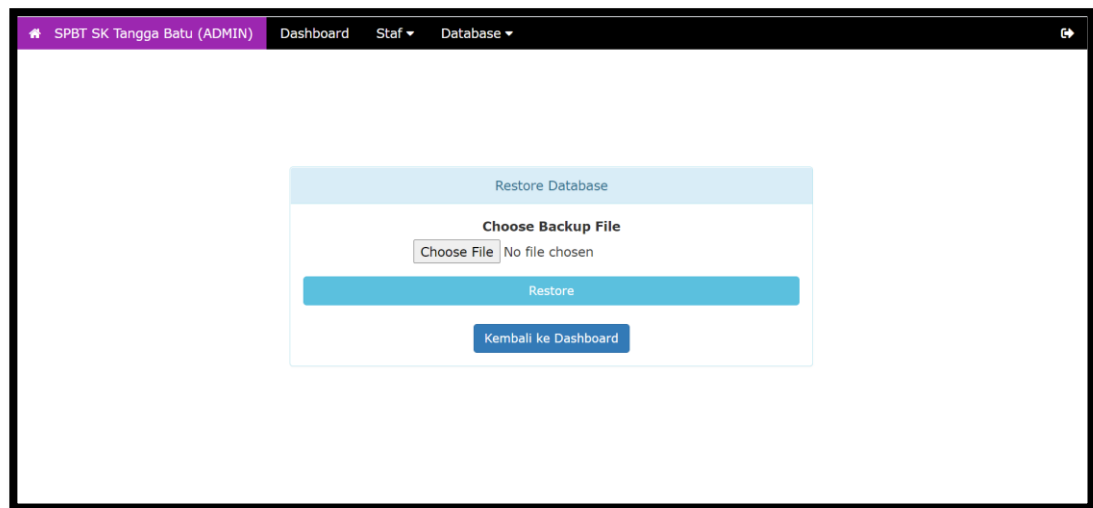 SPBT SK Tangga Batu (ADMIN) Dashboard Staf Database
Restore Database
Choose Backup File
Choose File No file chosen
Restore
Kembali ke Dashboard